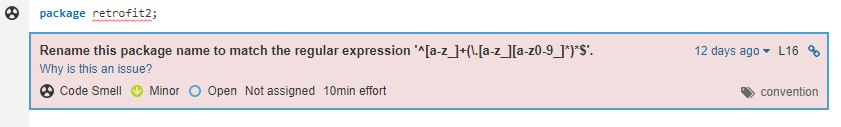 package retrofit2;
Rename this package name to match the regular expression '^[a-z_]+(\.[a-z_][a-z0-9_]*)*$'. 12 days ago L16
Why is this an issue?
Code Smell Minor Open Not assigned 10min effort convention